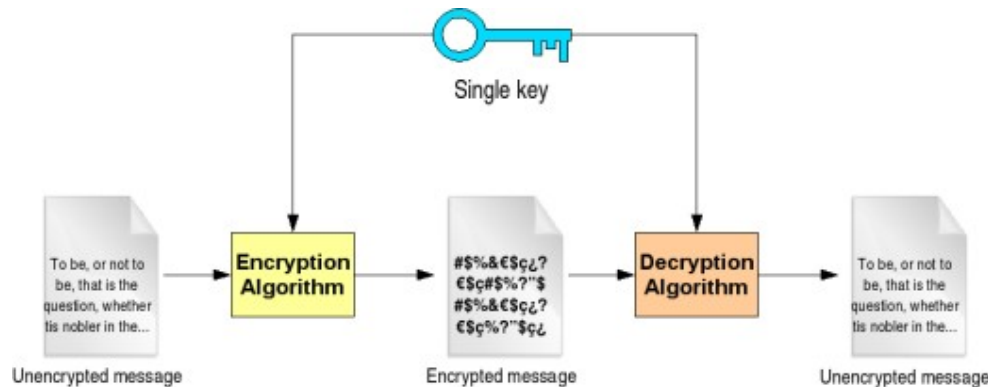 Single key
To be, or not to
be, that is the
question, whether
tis nobler in the...
Unencrypted message
Encryption
Algorithm
#$%&€$ç¿?
€$ç#$%?"$
#$%&€$ç¿?
€$ç%?"$ç¿
Encrypted message
Decryption
Algorithm
To be, or not to
be, that is the
question, whether
tis nobler in the...
Unencrypted message